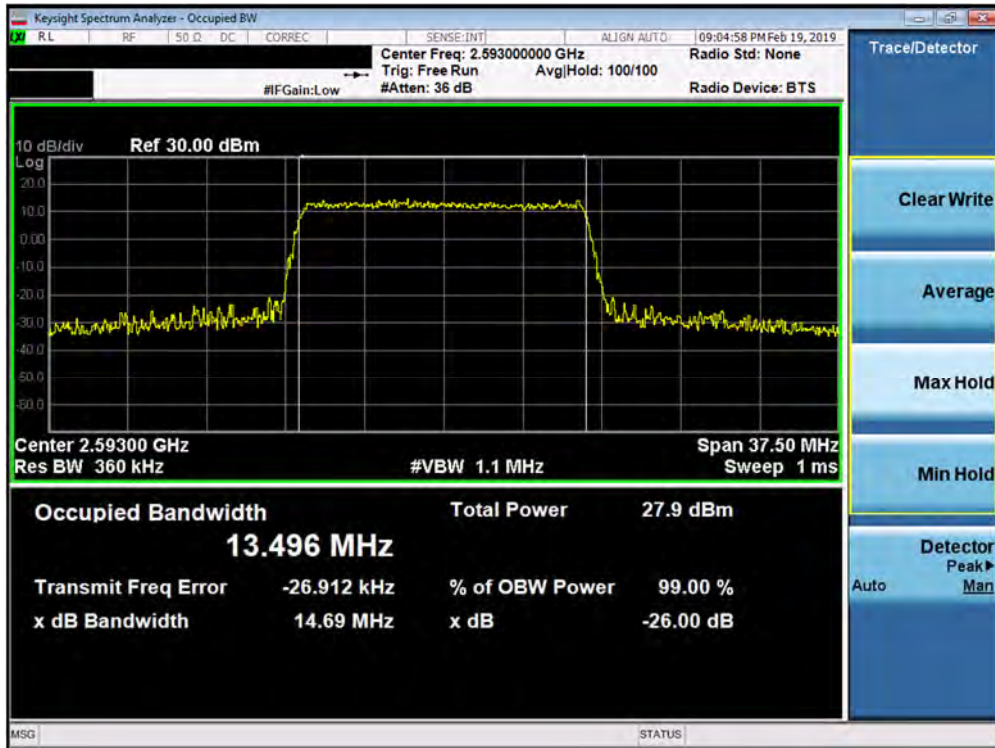 Keysight Spectrum Analyzer - Occupied BW
LXI RL RF 50 Ω DC CORREC SENSE:INT ALIGN AUTO 09:04:58 PM Feb 19, 2019
Center Freq: 2.593000000 GHz Radio Std: None
Trig: Free Run Avg|Hold: 100/100
#IFGain:Low #Atten: 36 dB Radio Device: BTS
Trace/Detector
10 dB/div Ref 30.00 dBm
Log
20.0
10.0
0.00
-10.0
-20.0
-30.0
-40.0
-50.0
-60.0
Center 2.59300 GHz Span 37.50 MHz
Res BW 360 kHz #VBW 1.1 MHz Sweep 1 ms
Occupied Bandwidth Total Power 27.9 dBm
13.496 MHz
Transmit Freq Error -26.912 kHz % of OBW Power 99.00 %
x dB Bandwidth 14.69 MHz x dB -26.00 dB
Clear Write
Average
Max Hold
Min Hold
Detector
Peak▶
Auto Man
MSG STATUS